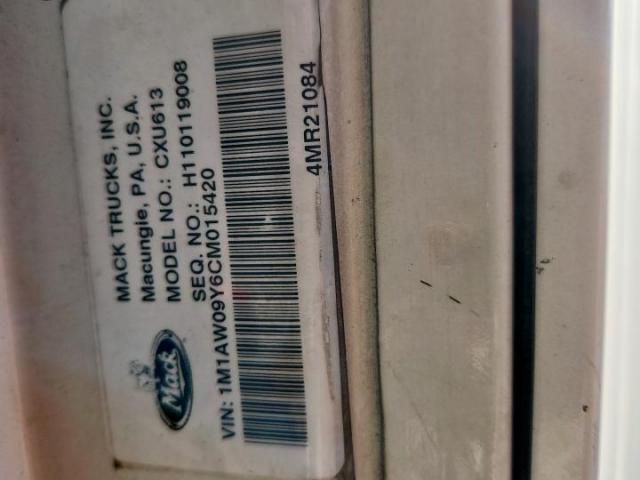 MACK TRUCKS, INC.
Macungie, PA, U.S.A.
MODEL NO.: CXU613
SEQ. NO.: H110119008
Mack
VIN: 1M1AW09Y6CM015420
4MR21084